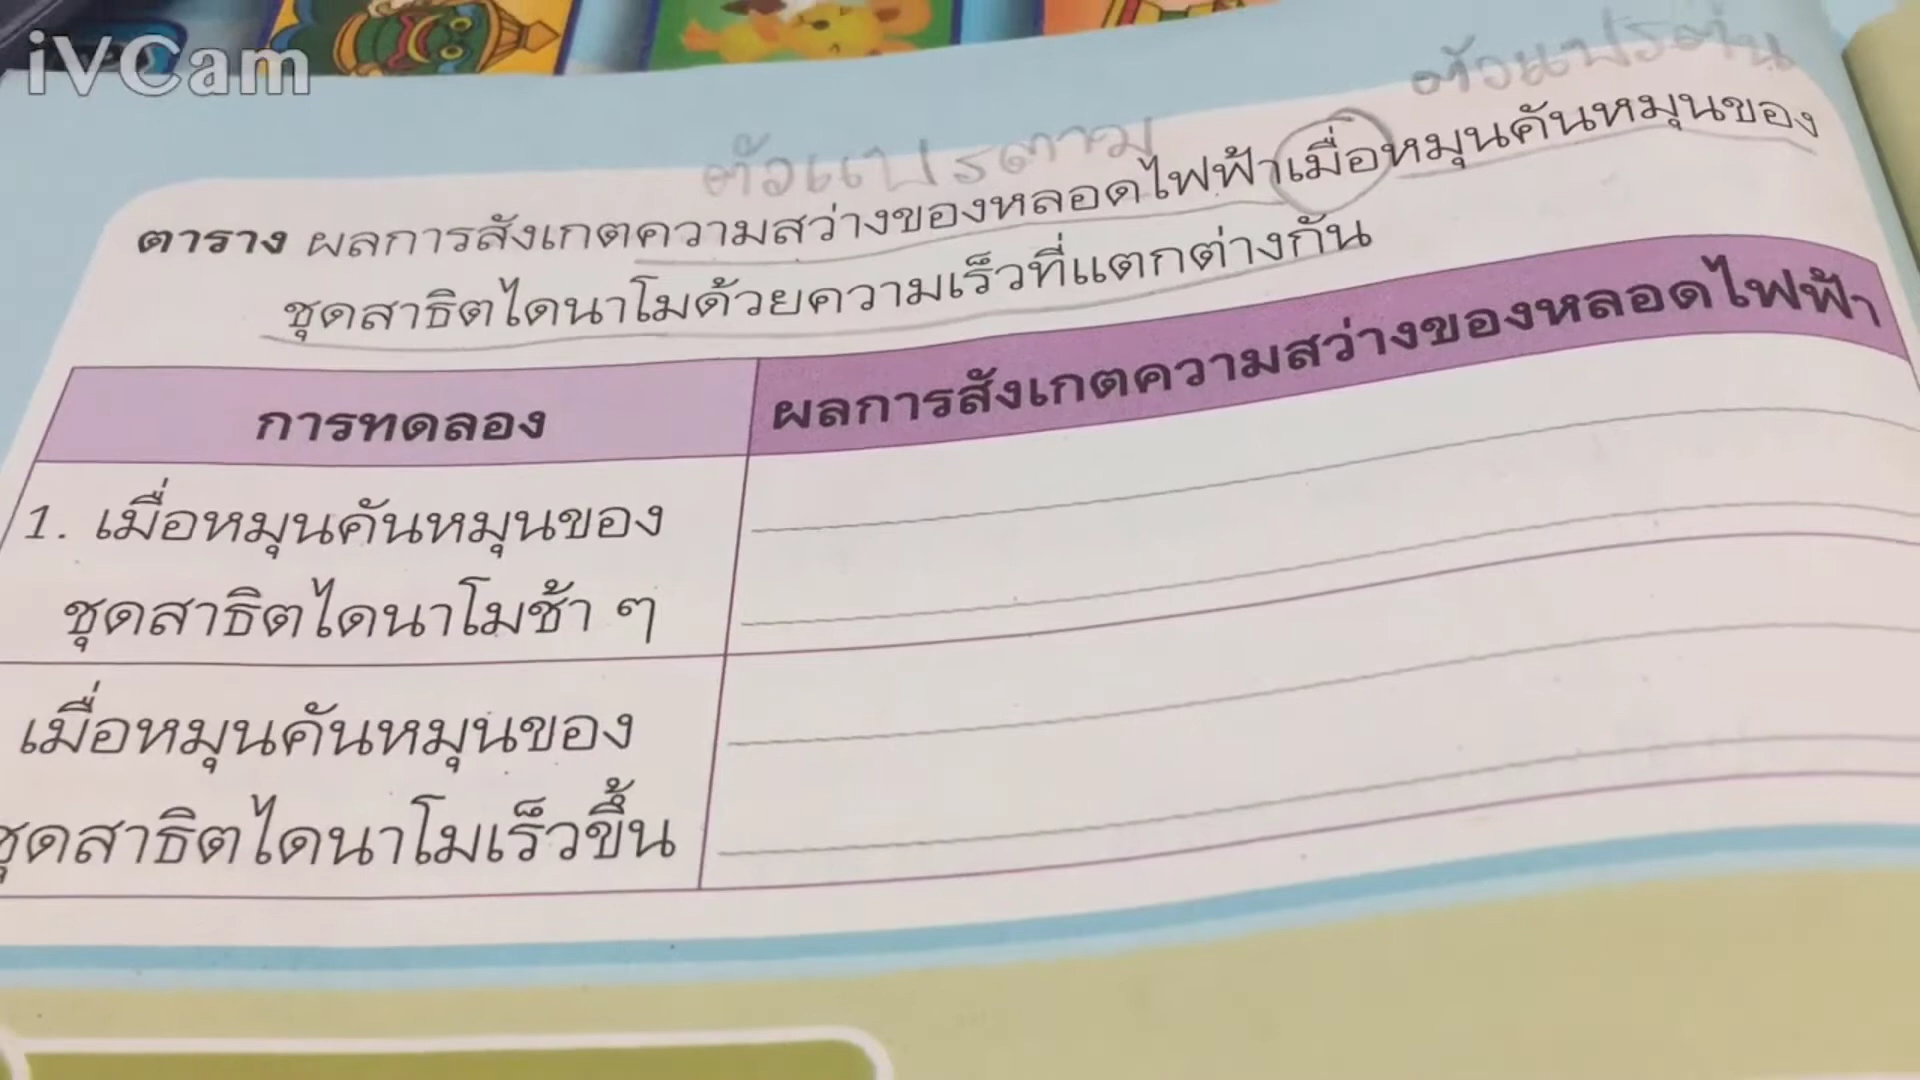 iVCam
ตัวแปรต้น
ตัวแปรตาม
ตาราง ผลการสังเกตความสว่างของหลอดไฟฟ้าเมื่อหมุนคันหมุนของ
ชุดสาธิตไดนาโมด้วยความเร็วที่แตกต่างกัน
การทดลอง
ผลการสังเกตความสว่างของหลอดไฟฟ้า
1. เมื่อหมุนคันหมุนของ
ชุดสาธิตไดนาโมช้า ๆ
เมื่อหมุนคันหมุนของ
ชุดสาธิตไดนาโมเร็วขึ้น